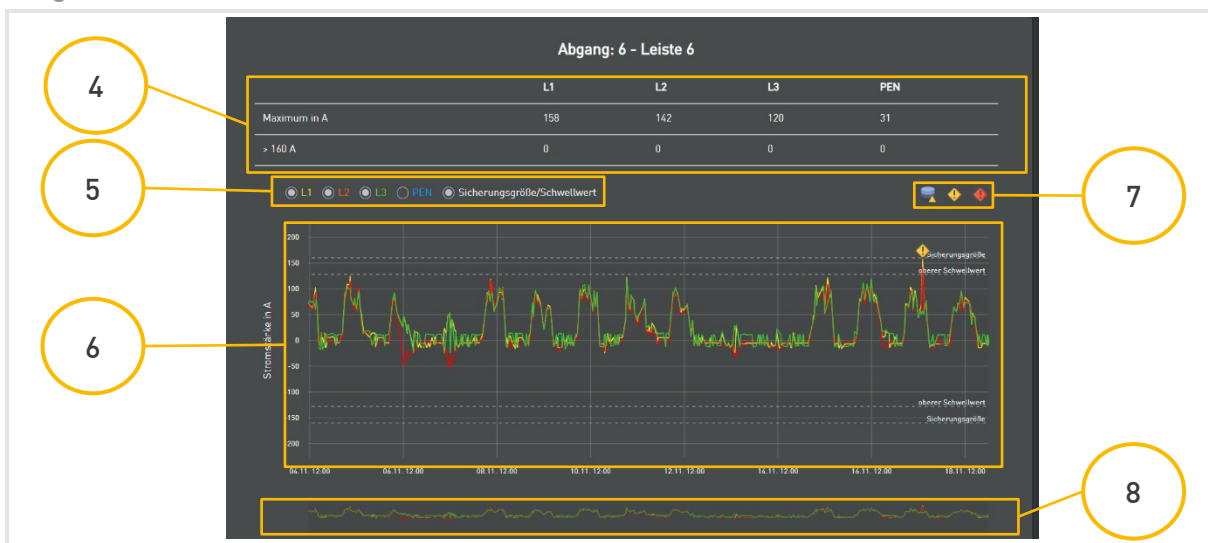 Abgang: 6 - Leiste 6
4
L1 L2 L3 PEN
Maximum in A 158 142 120 31
> 160 A 0 0 0 0
5
L1 L2 L3 PEN Sicherungsgröße/Schwellwert
7
200
Sicherungsgröße
150
oberer Schwellwert
100
50
6
Stromstärke in A
0
-50
100
oberer Schwellwert
150
Sicherungsgröße
200
04.11. 12:00 06.11. 12:00 08.11. 12:00 10.11. 12:00 12.11. 12:00 14.11. 12:00 16.11. 12:00 18.11. 12:00
8